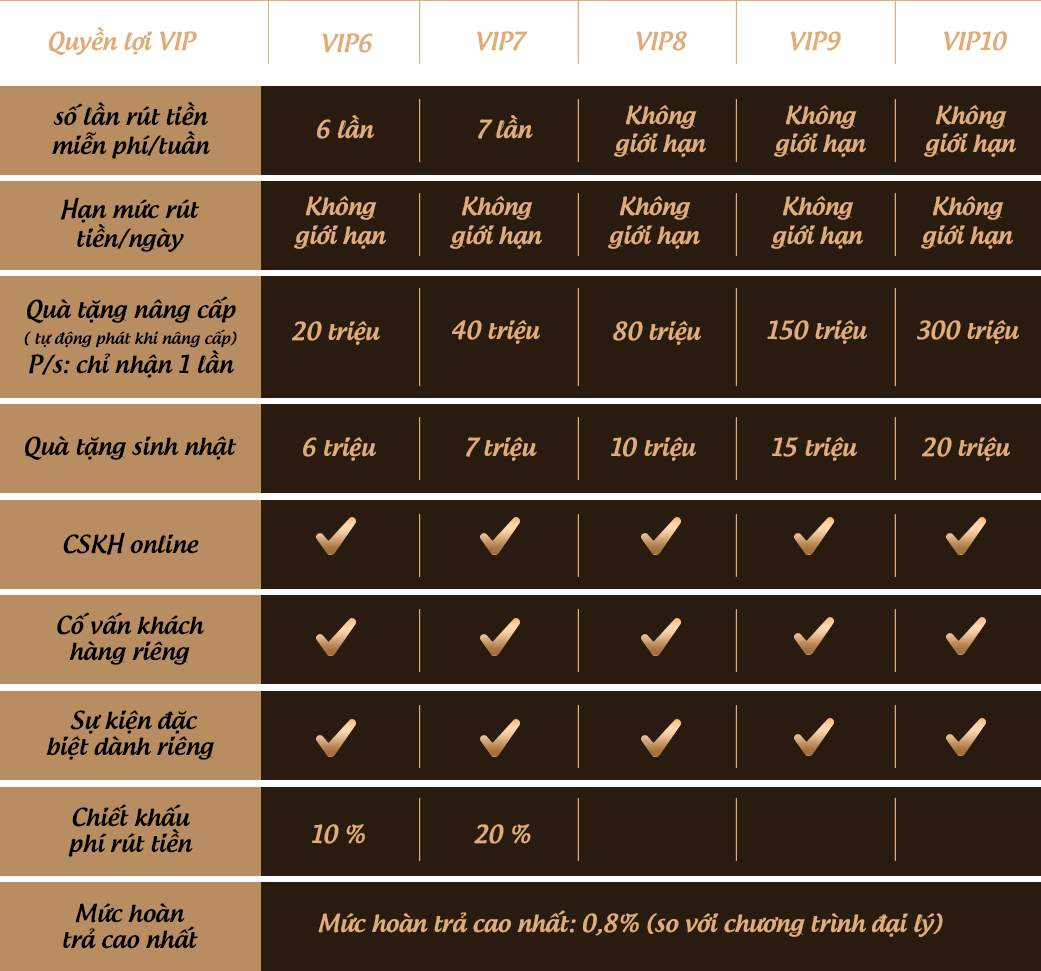 Quyền lợi VIP VIP6 VIP7 VIP8 VIP9 VIP10
số lần rút tiền
miễn phí/tuần
6 lần 7 lần
Không
giới hạn
Không
giới hạn
Không
giới hạn
Hạn mức rút
tiền/ngày
Không
giới hạn
Không
giới hạn
Không
giới hạn
Không
giới hạn
Không
giới hạn
Quà tặng nâng cấp
( tự động phát khi nâng cấp)
P/s: chỉ nhận 1 lần
20 triệu 40 triệu 80 triệu 150 triệu 300 triệu
Quà tặng sinh nhật 6 triệu 7 triệu 10 triệu 15 triệu 20 triệu
CSKH online
Cố vấn khách
hàng riêng
Sự kiện đặc
biệt dành riêng
Chiết khấu
phí rút tiền
10 % 20 %
Mức hoàn
trả cao nhất
Mức hoàn trả cao nhất: 0,8% (so với chương trình đại lý)